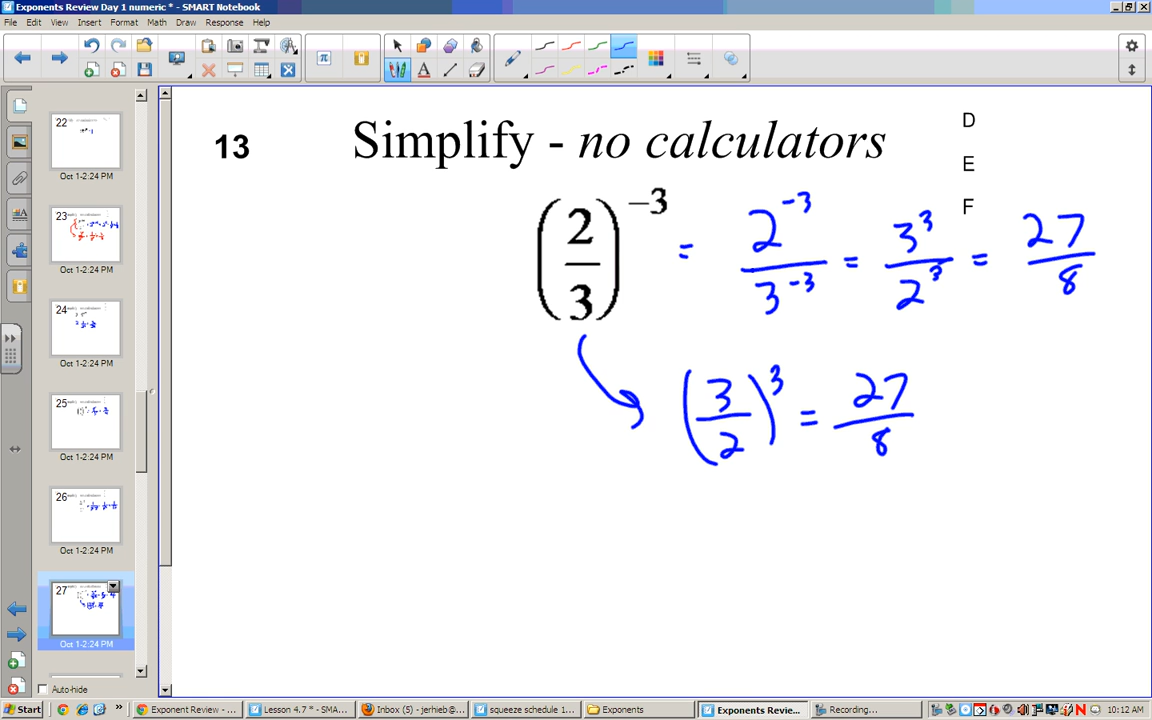 Exponents Review Day 1 numeric * - SMART Notebook
File Edit View Insert Format Math Draw Response Help
22
Oct 1-2:24 PM
23
Oct 1-2:24 PM
24
Oct 1-2:24 PM
25
Oct 1-2:24 PM
26
Oct 1-2:24 PM
27
Oct 1-2:24 PM
Auto-hide
13 Simplify - no calculators
D
E
F
(2/3)^−3 = 2^-3/3^-3 = 3^3/2^3 = 27/8
(3/2)^3 = 27/8
Start Exponent Review - ... Lesson 4.7 * - SMA... Inbox (5) - jerhieb@... squeeze schedule 1... Exponents Exponents Revie... Recording... 10:12 AM